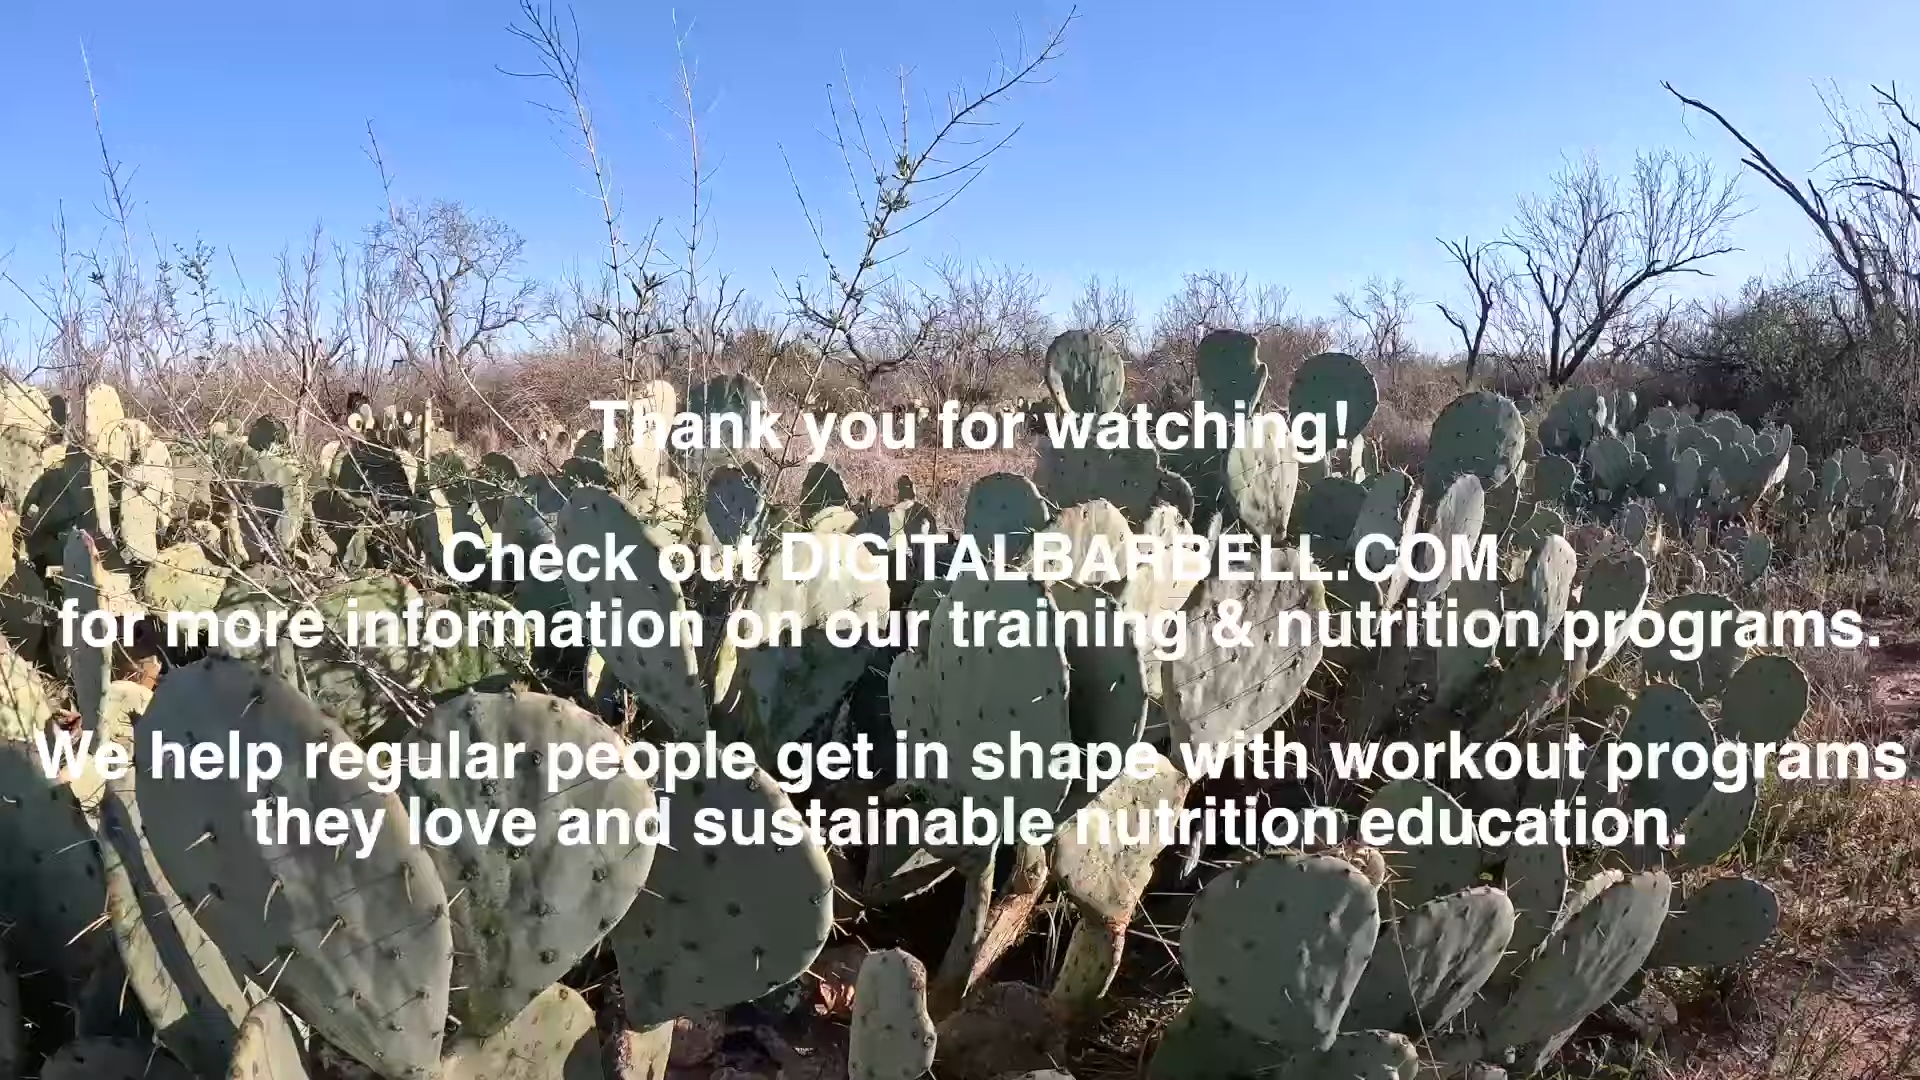 Thank you for watching!
Check out DIGITALBARBELL.COM
for more information on our training & nutrition programs.
We help regular people get in shape with workout programs
they love and sustainable nutrition education.